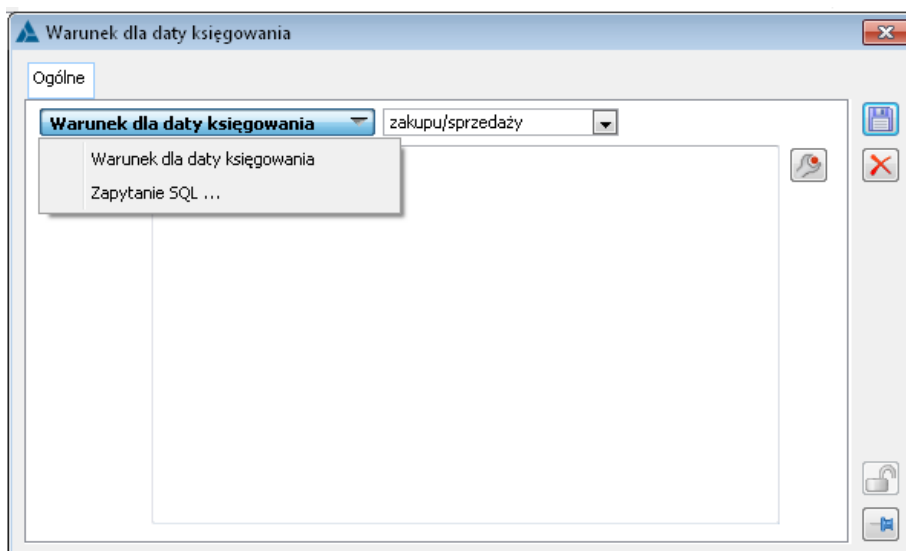 Warunek dla daty księgowania
Ogólne
Warunek dla daty księgowania zakupu/sprzedaży
Warunek dla daty księgowania
Zapytanie SQL ...